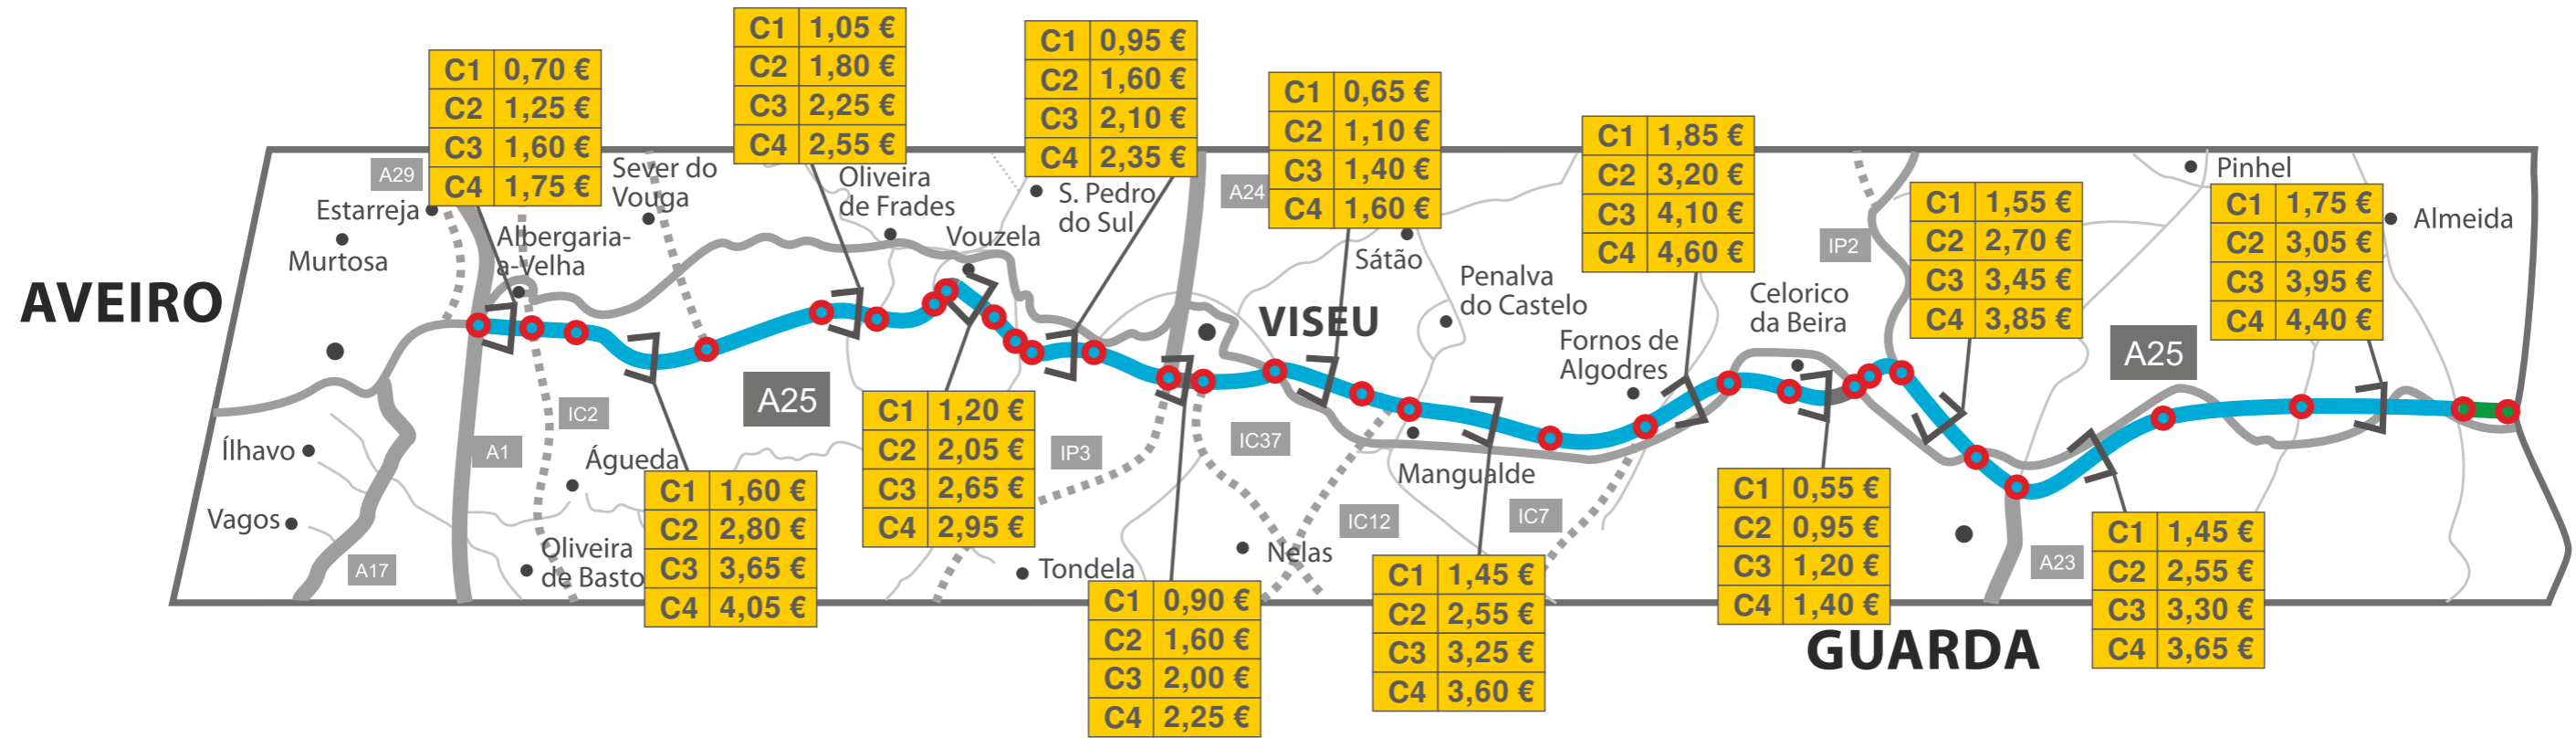 C1 1,05 €
C2 1,80 €
C3 2,25 €
C4 2,55 €
C1 0,95 €
C2 1,60 €
C3 2,10 €
C4 2,35 €
C1 0,70 €
C2 1,25 €
C3 1,60 €
C4 1,75 €
C1 0,65 €
C2 1,10 €
C3 1,40 €
C4 1,60 €
C1 1,85 €
C2 3,20 €
C3 4,10 €
C4 4,60 €
C1 1,55 €
C2 2,70 €
C3 3,45 €
C4 3,85 €
C1 1,75 €
C2 3,05 €
C3 3,95 €
C4 4,40 €
A29
Estarreja
Murtosa
AVEIRO
Albergaria-
a-Velha
Sever do
Vouga
Oliveira
de Frades
Vouzela
S. Pedro
do Sul
A24
VISEU
Sátão
Penalva
do Castelo
Fornos de
Algodres
Celorico
da Beira
IP2
Pinhel
Almeida
A25
A25
Ílhavo
Vagos
A17
A1
IC2
Águeda
Oliveira
de Basto
IP3
Tondela
IC37
Nelas
IC12
Mangualde
IC7
A23
GUARDA
C1 1,60 €
C2 2,80 €
C3 3,65 €
C4 4,05 €
C1 1,20 €
C2 2,05 €
C3 2,65 €
C4 2,95 €
C1 0,90 €
C2 1,60 €
C3 2,00 €
C4 2,25 €
C1 1,45 €
C2 2,55 €
C3 3,25 €
C4 3,60 €
C1 0,55 €
C2 0,95 €
C3 1,20 €
C4 1,40 €
C1 1,45 €
C2 2,55 €
C3 3,30 €
C4 3,65 €